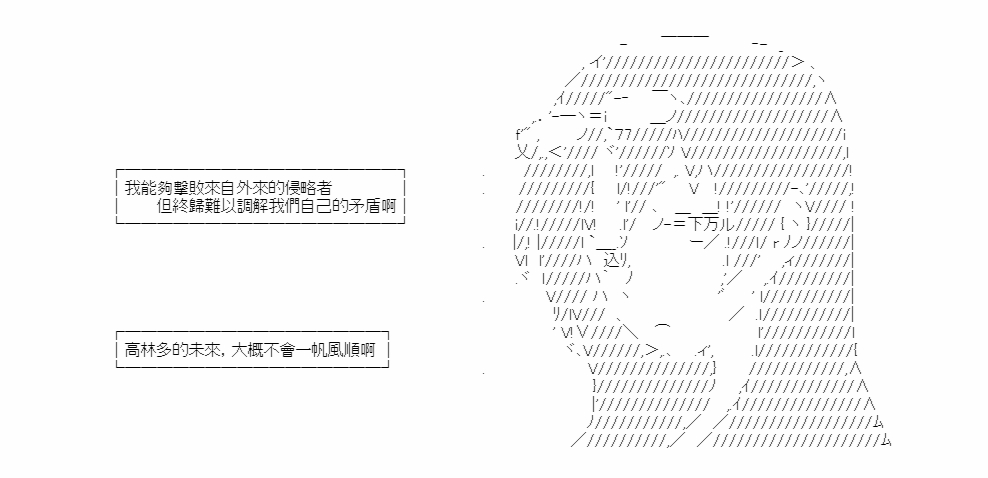 我能夠擊敗來自外來的侵略者
但終歸難以調解我們自己的矛盾啊
高林多的未來，大概不會一帆風順啊